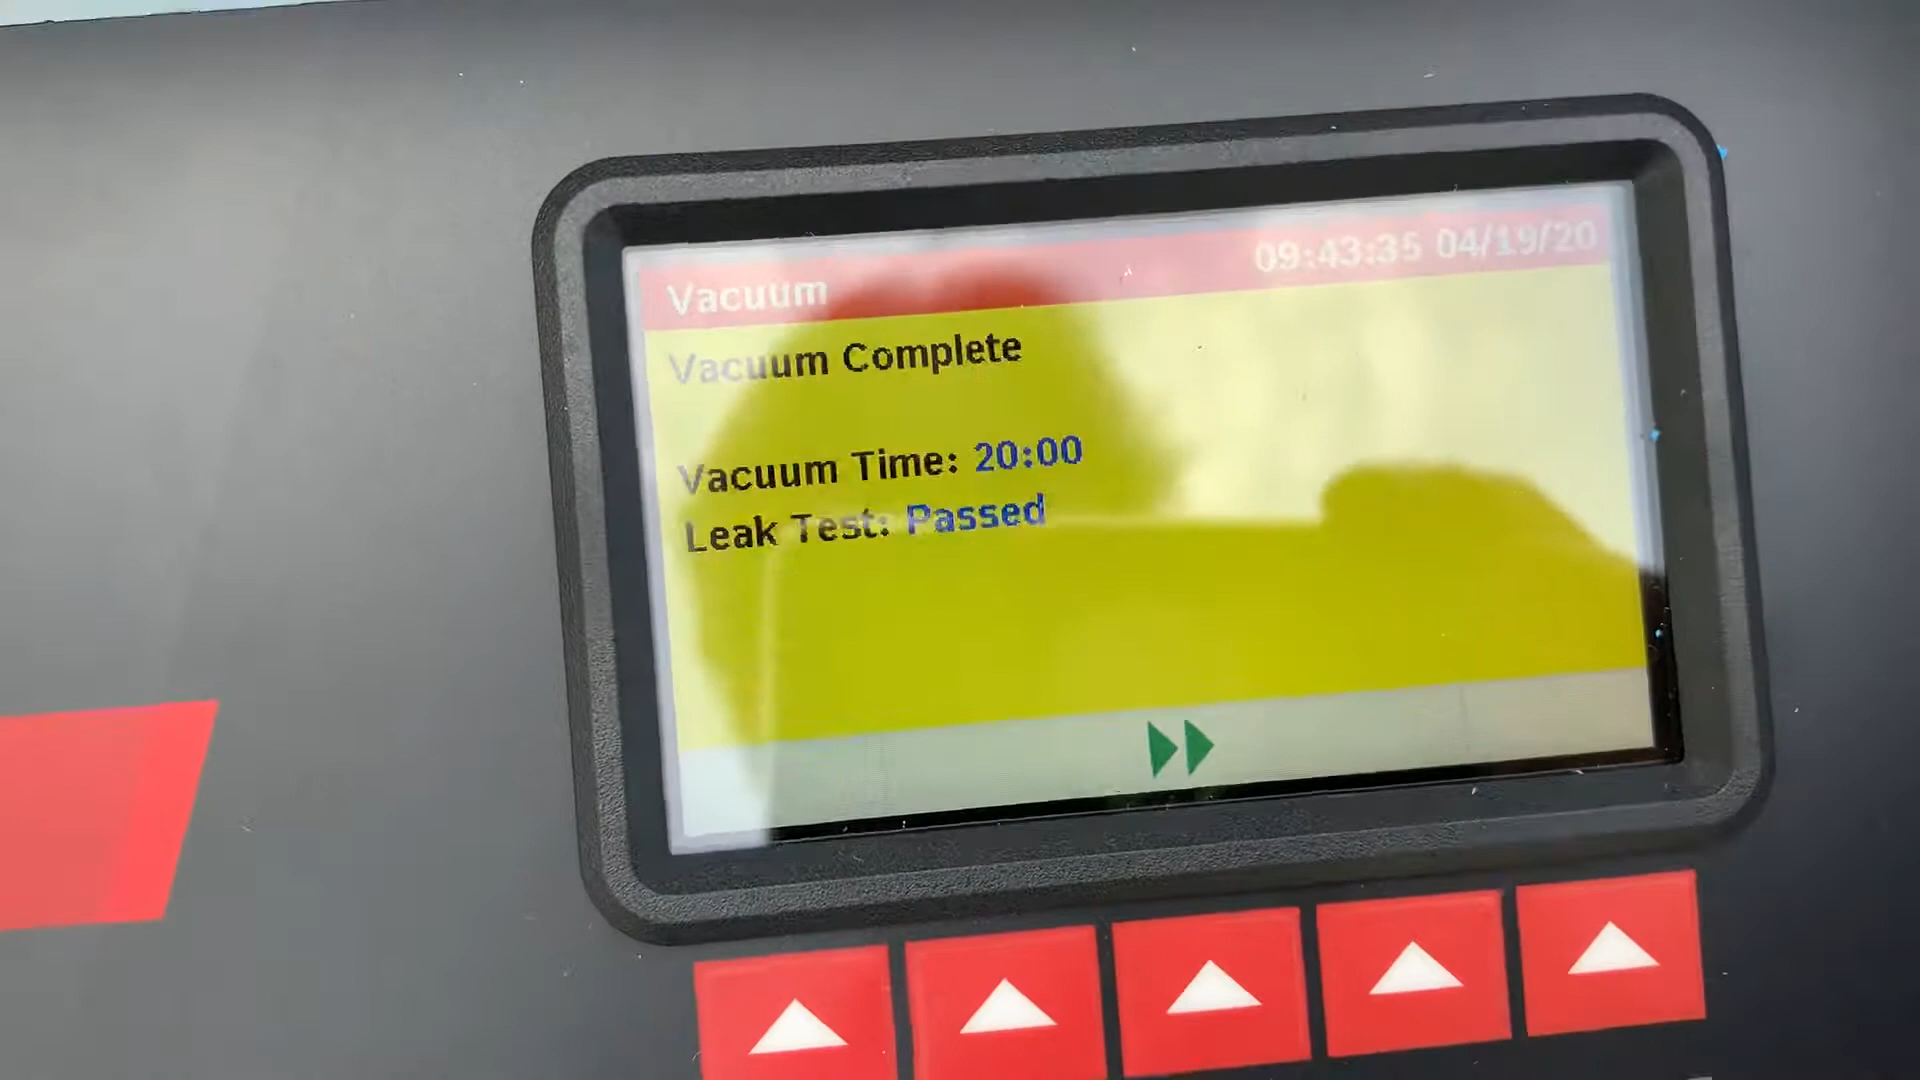 Vacuum 09:43:35 04/19/20
Vacuum Complete
Vacuum Time: 20:00
Leak Test: Passed